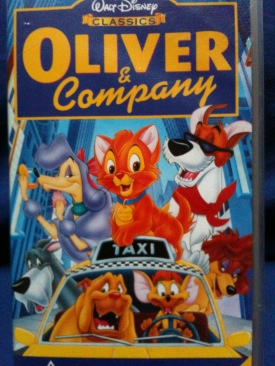 WALT DISNEY
CLASSICS
OLIVER
&
Company
TAXI